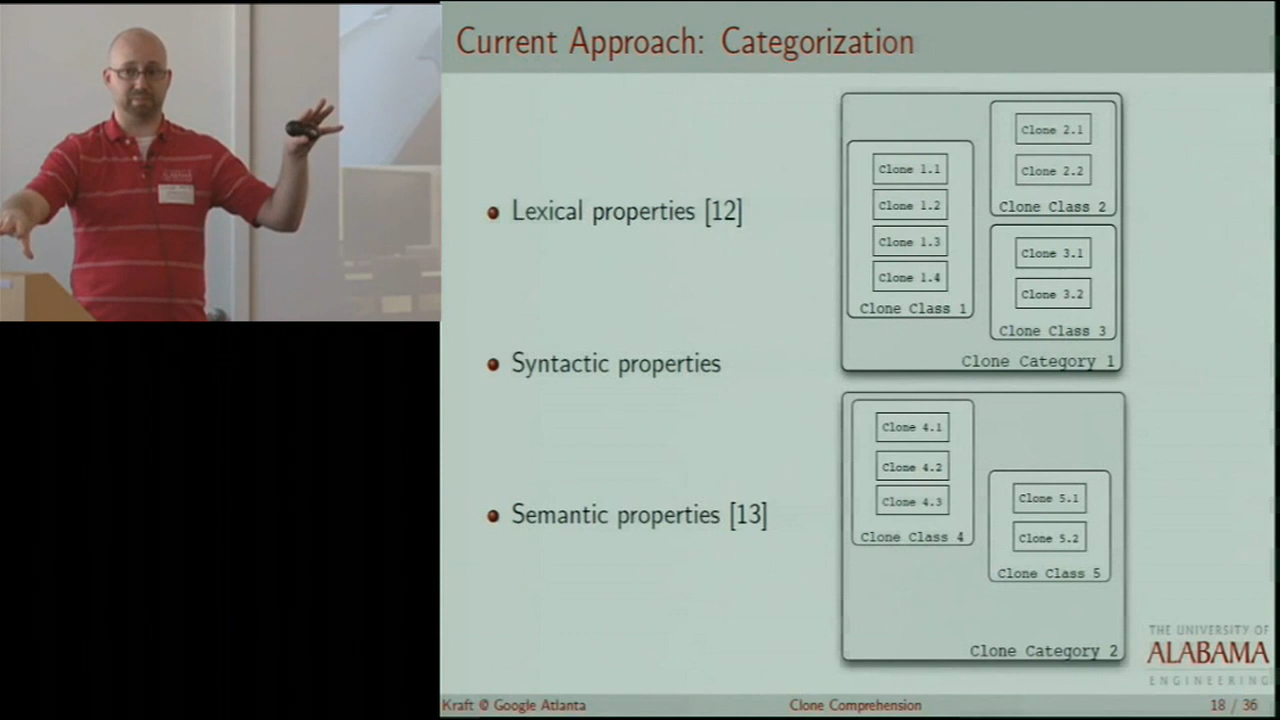 Current Approach: Categorization
Lexical properties [12]
Syntactic properties
Semantic properties [13]
Clone 1.1
Clone 1.2
Clone 1.3
Clone 1.4
Clone Class 1
Clone 2.1
Clone 2.2
Clone Class 2
Clone 3.1
Clone 3.2
Clone Class 3
Clone Category 1
Clone 4.1
Clone 4.2
Clone 4.3
Clone Class 4
Clone 5.1
Clone 5.2
Clone Class 5
Clone Category 2
THE UNIVERSITY OF
ALABAMA
ENGINEERING
Kraft @ Google Atlanta
Clone Comprehension
18 / 36
ALABAMA